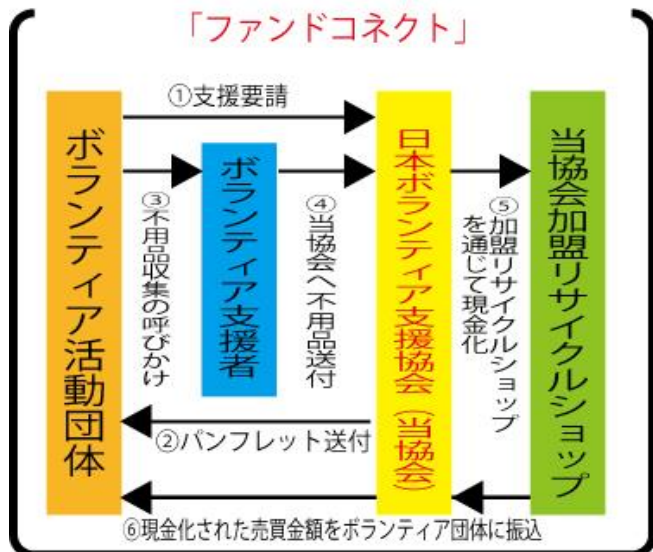 「ファンドコネクト」
①支援要請
ボランティア活動団体
③不用品収集の呼びかけ
ボランティア支援者
④当協会へ不用品送付
日本ボランティア支援協会(当協会)
⑤加盟リサイクルショップ
を通じて現金化
当協会加盟リサイクルショップ
②パンフレット送付
⑥現金化された売買金額をボランティア団体に振込